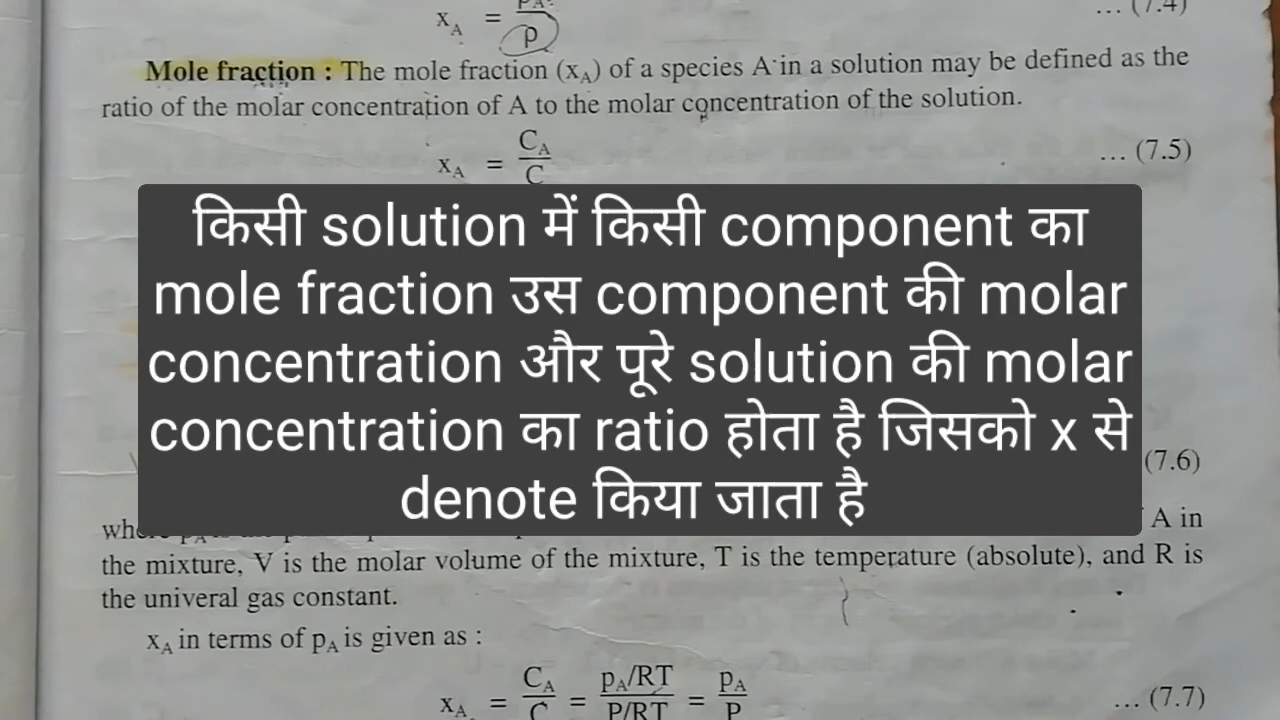 x_A = p_A / p ... (7.4)
Mole fraction : The mole fraction (x_A) of a species A in a solution may be defined as the
ratio of the molar concentration of A to the molar concentration of the solution.
x_A = C_A / C ... (7.5)
किसी solution में किसी component का
mole fraction उस component की molar
concentration और पूरे solution की molar
concentration का ratio होता है जिसको x से
denote किया जाता है
(7.6)
A in
the mixture, V is the molar volume of the mixture, T is the temperature (absolute), and R is
the univeral gas constant.
x_A in terms of p_A is given as :
x_A = C_A / C = p_A/RT / P/RT = p_A / P ... (7.7)